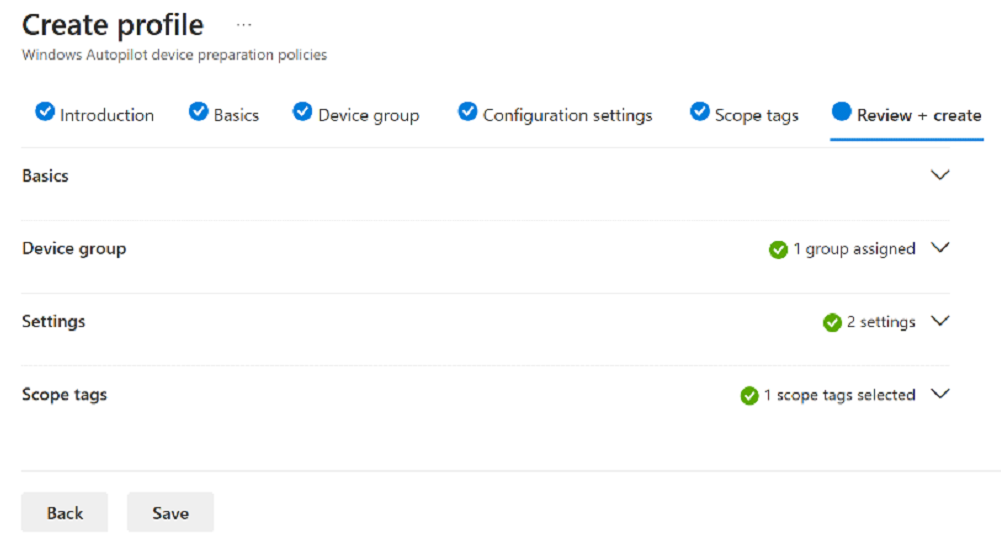 Create profile ...
Windows Autopilot device preparation policies
Introduction Basics Device group Configuration settings Scope tags Review + create
Basics
Device group 1 group assigned
Settings 2 settings
Scope tags 1 scope tags selected
Back Save